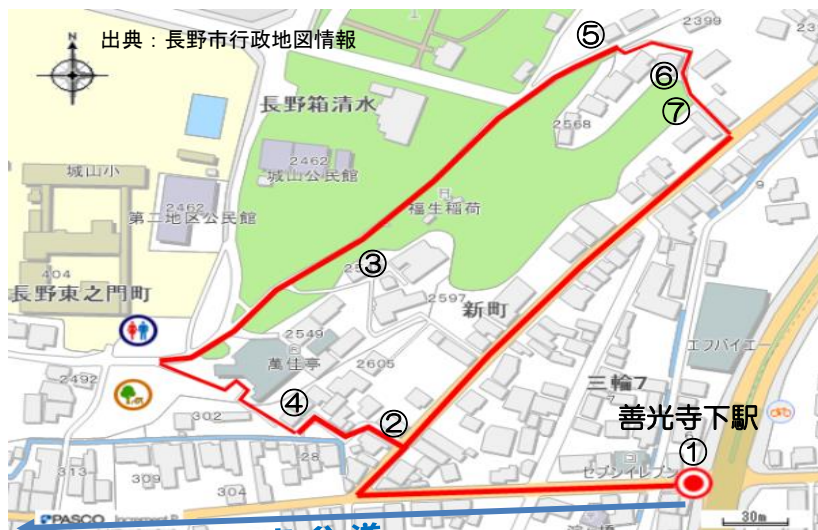 出典：長野市行政地図情報
N
⑤
2399
⑥
⑦
長野箱清水
2568
2462
城山公民館
城山小
2462
第二地区公民館
福生稲荷
9
404
③
長野東之門町
2597
新町
2549
萬佳亭
2605
エフバイエー
2492
三輪7
7
④
302
②
善光寺下駅
①
セブンイレブン
28
313
309
304
30m
©PASCO Increment P